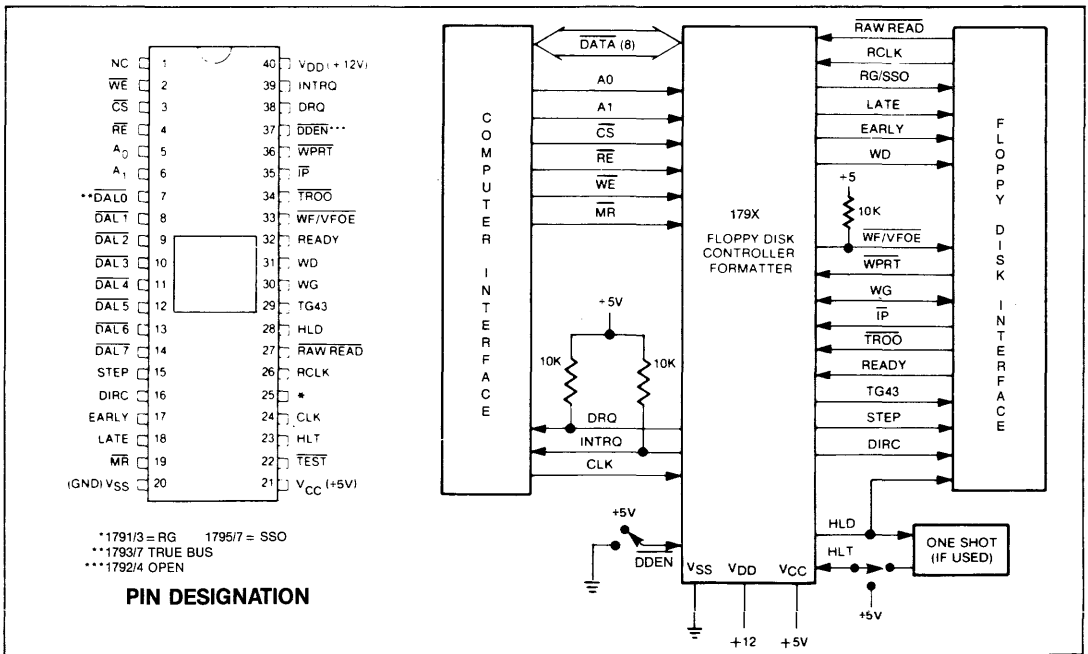 NC 1
WE 2
CS 3
RE 4
A0 5
A1 6
**DAL0 7
DAL1 8
DAL2 9
DAL3 10
DAL4 11
DAL5 12
DAL6 13
DAL7 14
STEP 15
DIRC 16
EARLY 17
LATE 18
MR 19
(GND) VSS 20
40 VDD (+12V)
39 INTRQ
38 DRQ
37 DDEN***
36 WPRT
35 IP
34 TROO
33 WF/VFOE
32 READY
31 WD
30 WG
29 TG43
28 HLD
27 RAW READ
26 RCLK
25 *
24 CLK
23 HLT
22 TEST
21 VCC (+5V)
*1791/3 = RG 1795/7 = SSO
**1793/7 TRUE BUS
***1792/4 OPEN
PIN DESIGNATION
COMPUTER INTERFACE
DATA (8)
A0
A1
CS
RE
WE
MR
+5V
10K
10K
DRQ
INTRQ
CLK
+5V
DDEN
179X
FLOPPY DISK
CONTROLLER
FORMATTER
VSS VDD VCC
+12 +5V
RAW READ
RCLK
RG/SSO
LATE
EARLY
WD
+5
10K
WF/VFOE
WPRT
WG
IP
TROO
READY
TG43
STEP
DIRC
HLD
HLT
+5V
ONE SHOT
(IF USED)
FLOPPY DISK INTERFACE